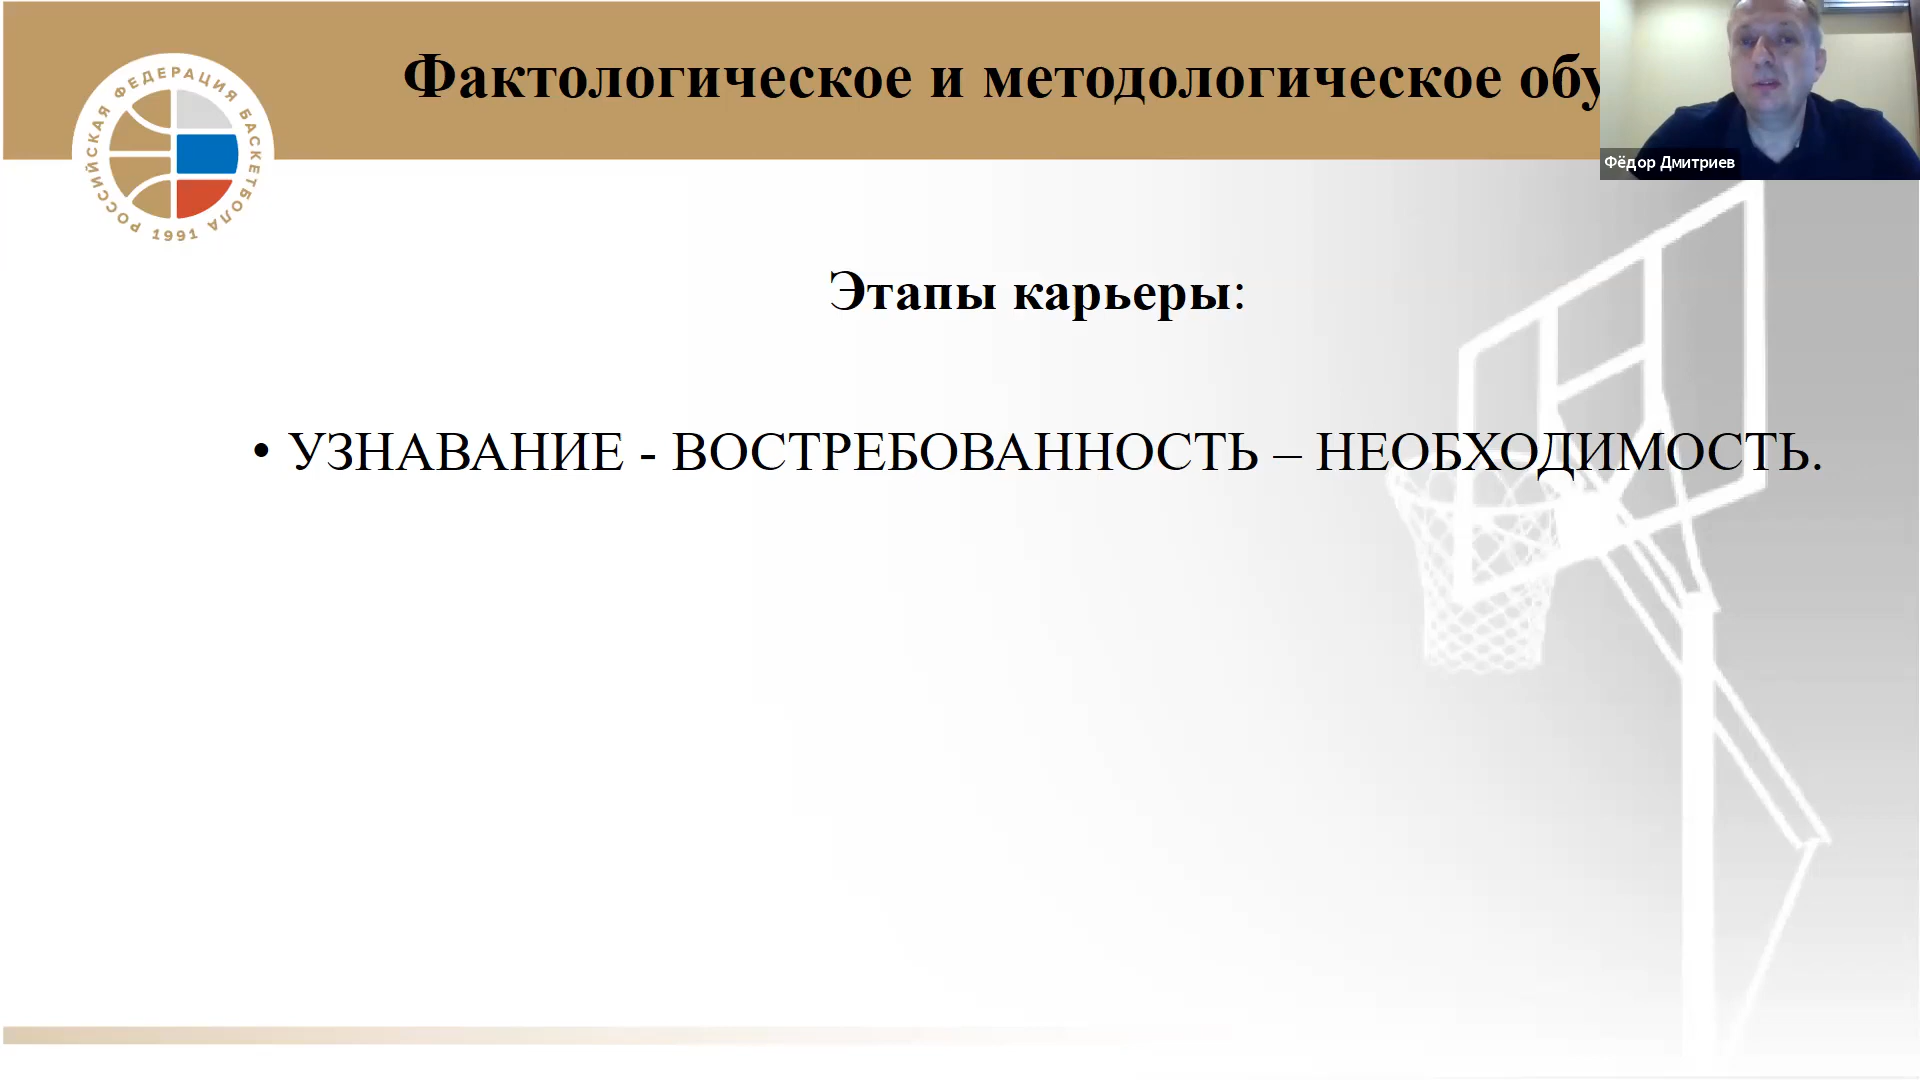 Фактологическое и методологическое обу
Фёдор Дмитриев
РОССИЙСКАЯ ФЕДЕРАЦИЯ БАСКЕТБОЛА
1991
Этапы карьеры:
• УЗНАВАНИЕ - ВОСТРЕБОВАННОСТЬ – НЕОБХОДИМОСТЬ.